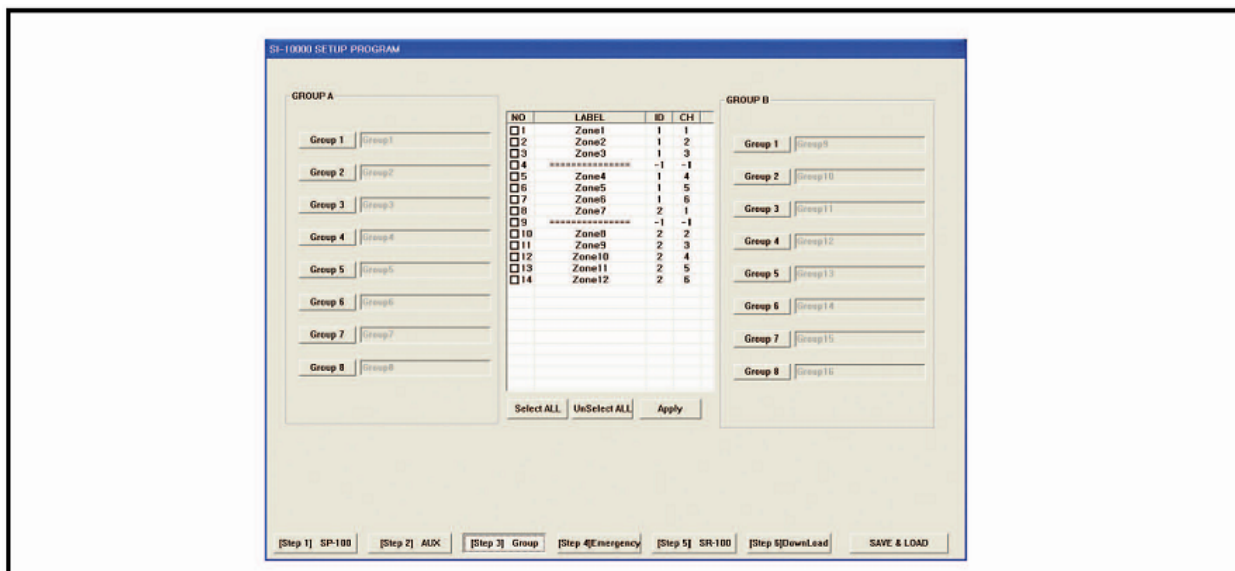 SI-10000 SETUP PROGRAM
GROUP A
Group 1 Group1
Group 2 Group2
Group 3 Group3
Group 4 Group4
Group 5 Group5
Group 6 Group6
Group 7 Group7
Group 8 Group8
NO LABEL ID CH
1 Zone1 1 1
2 Zone2 1 2
3 Zone3 1 3
4 =============== -1 -1
5 Zone4 1 4
6 Zone5 1 5
7 Zone6 1 6
8 Zone7 2 1
9 =============== -1 -1
10 Zone8 2 2
11 Zone9 2 3
12 Zone10 2 4
13 Zone11 2 5
14 Zone12 2 6
Select ALL UnSelect ALL Apply
GROUP B
Group 1 Group9
Group 2 Group10
Group 3 Group11
Group 4 Group12
Group 5 Group13
Group 6 Group14
Group 7 Group15
Group 8 Group16
[Step 1] SP-100 [Step 2] AUX [Step 3] Group [Step 4]Emergency [Step 5] SR-100 [Step 6]DownLoad SAVE & LOAD